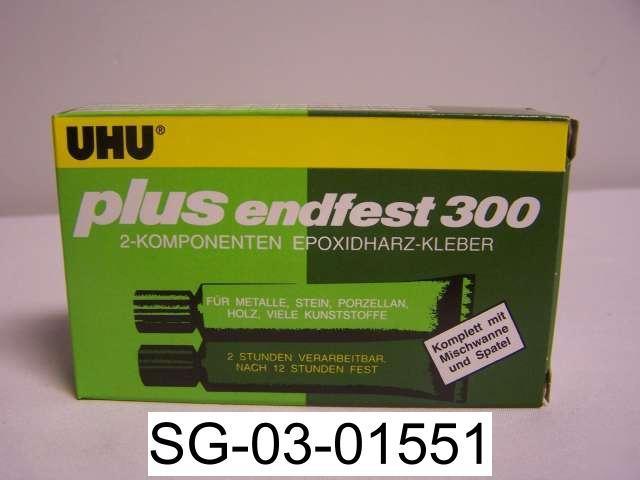 UHU®
plus endfest 300
2-KOMPONENTEN EPOXIDHARZ-KLEBER
FÜR METALLE, STEIN, PORZELLAN,
HOLZ, VIELE KUNSTSTOFFE
2 STUNDEN VERARBEITBAR,
NACH 12 STUNDEN FEST
Komplett mit
Mischwanne
und Spatel
SG-03-01551